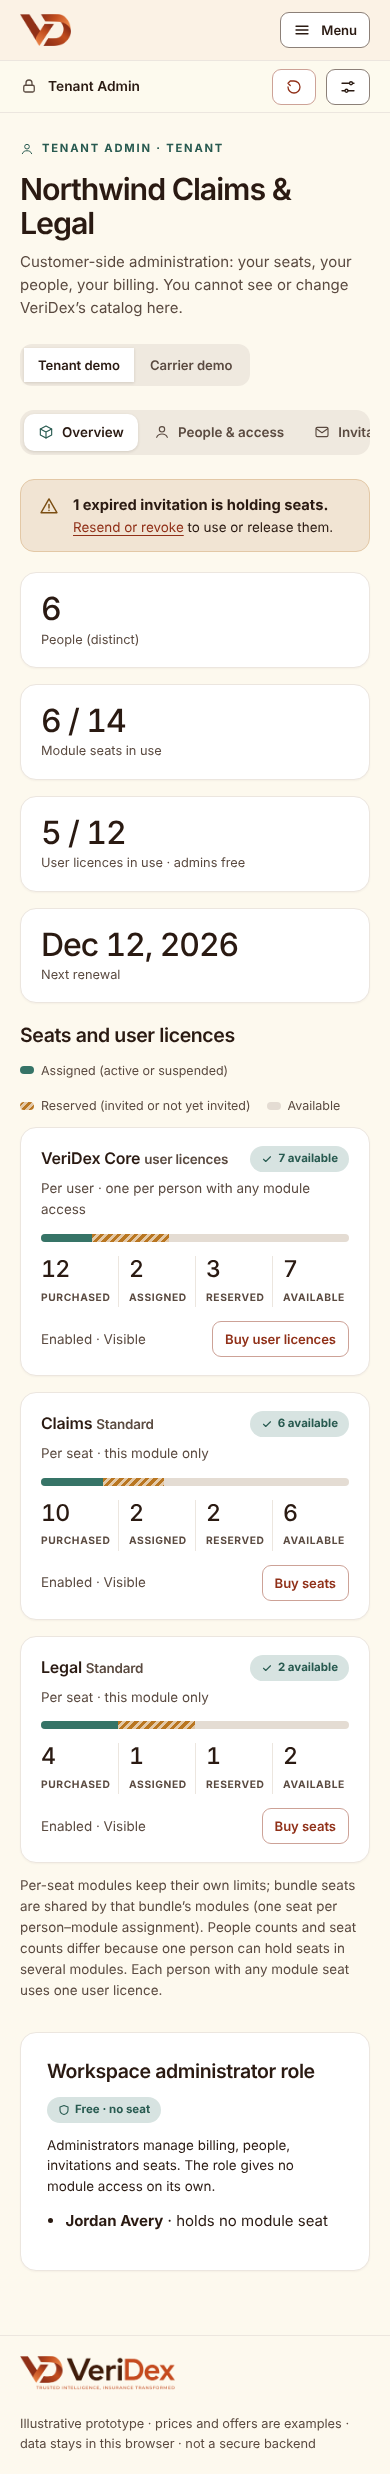 VD
Menu
Tenant Admin
TENANT ADMIN · TENANT
Northwind Claims &
Legal
Customer-side administration: your seats, your
people, your billing. You cannot see or change
VeriDex’s catalog here.
Tenant demo Carrier demo
Overview People & access Invita
1 expired invitation is holding seats.
Resend or revoke to use or release them.
6
People (distinct)
6 / 14
Module seats in use
5 / 12
User licences in use · admins free
Dec 12, 2026
Next renewal
Seats and user licences
Assigned (active or suspended)
Reserved (invited or not yet invited) Available
VeriDex Core user licences 7 available
Per user · one per person with any module
access
12 2 3 7
PURCHASED ASSIGNED RESERVED AVAILABLE
Enabled · Visible Buy user licences
Claims Standard 6 available
Per seat · this module only
10 2 2 6
PURCHASED ASSIGNED RESERVED AVAILABLE
Enabled · Visible Buy seats
Legal Standard 2 available
Per seat · this module only
4 1 1 2
PURCHASED ASSIGNED RESERVED AVAILABLE
Enabled · Visible Buy seats
Per-seat modules keep their own limits; bundle seats
are shared by that bundle’s modules (one seat per
person–module assignment). People counts and seat
counts differ because one person can hold seats in
several modules. Each person with any module seat
uses one user licence.
Workspace administrator role
Free · no seat
Administrators manage billing, people,
invitations and seats. The role gives no
module access on its own.
• Jordan Avery · holds no module seat
VD VeriDex
TRUSTED INTELLIGENCE, INSURANCE TRANSFORMED
Illustrative prototype · prices and offers are examples ·
data stays in this browser · not a secure backend